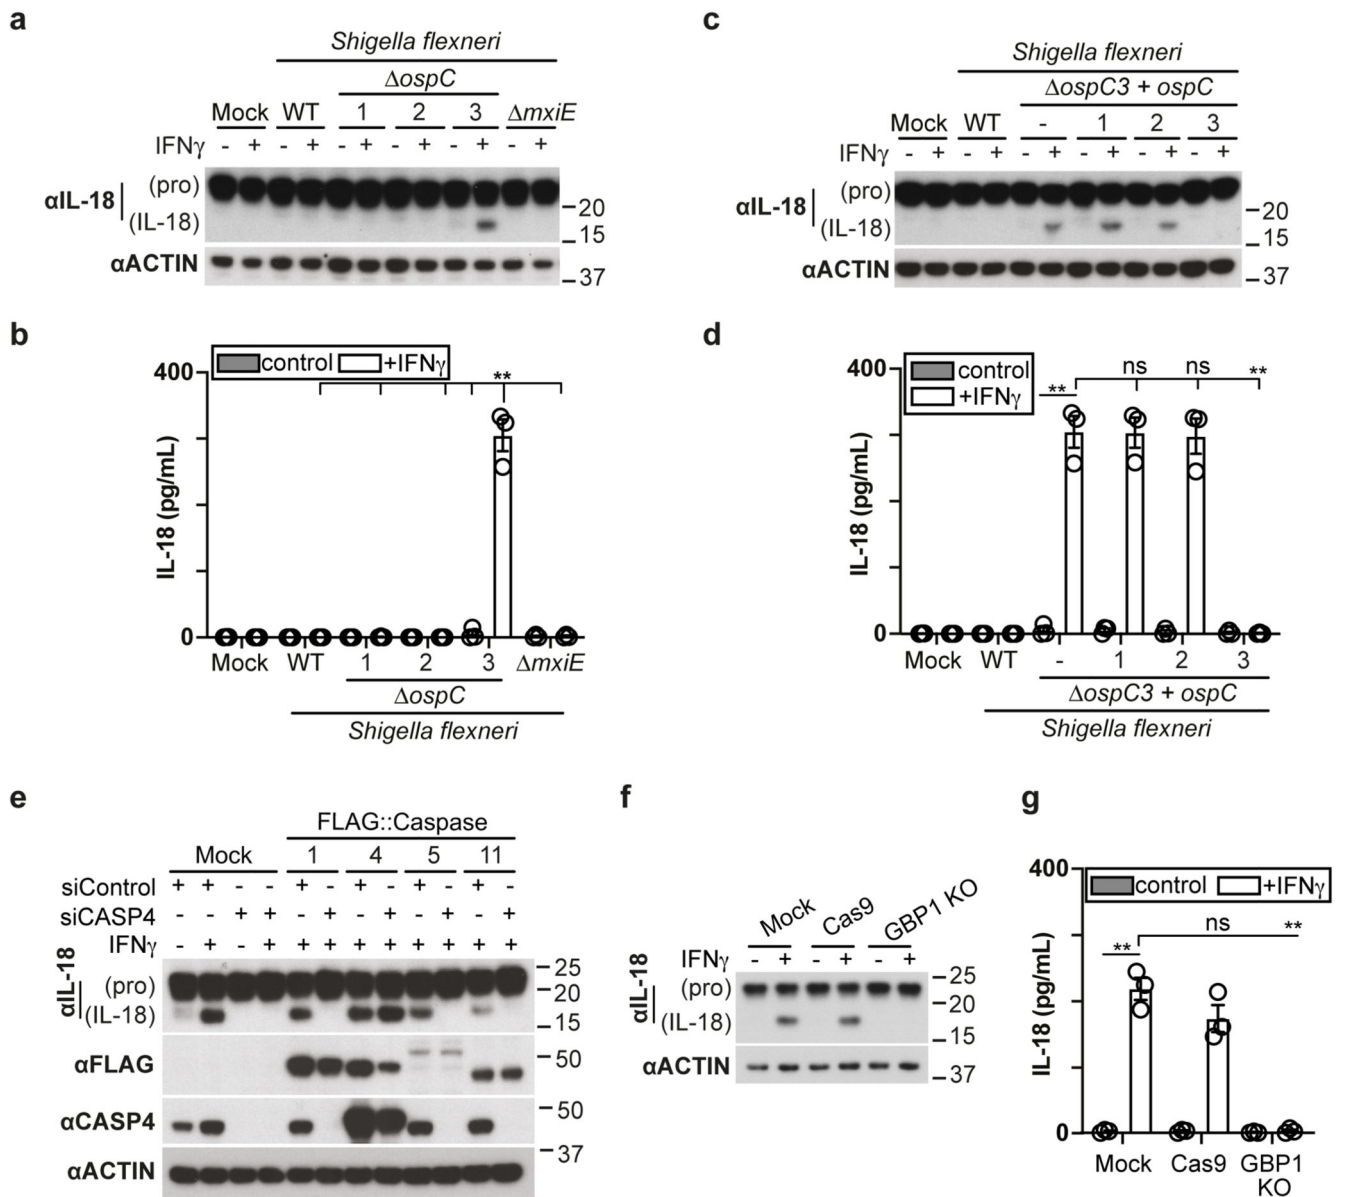 a
Shigella flexneri
ΔospC
Mock WT 1 2 3 ΔmxiE
IFNγ - + - + - + - + - + - +
αIL-18
(pro)
(IL-18)
20
15
αACTIN
37
b
control +IFNγ
**
400
IL-18 (pg/mL)
0
Mock WT 1 2 3 ΔmxiE
ΔospC
Shigella flexneri
c
Shigella flexneri
ΔospC3 + ospC
Mock WT - 1 2 3
IFNγ - + - + - + - + - + - +
αIL-18
(pro)
(IL-18)
20
15
αACTIN
37
d
control
+IFNγ
** ns ns **
400
IL-18 (pg/mL)
0
Mock WT - 1 2 3
ΔospC3 + ospC
Shigella flexneri
e
FLAG::Caspase
Mock 1 4 5 11
siControl + + - - + - + - + - + -
siCASP4 - - + + - + - + - + - +
IFNγ - + - + + + + + + + + +
αIL-18
(pro)
(IL-18)
25
20
15
αFLAG
50
αCASP4
50
37
αACTIN
f
Mock Cas9 GBP1 KO
IFNγ - + - + - +
αIL-18
(pro)
(IL-18)
25
20
15
αACTIN
37
g
control +IFNγ
** ns **
400
IL-18 (pg/mL)
0
Mock Cas9 GBP1
KO